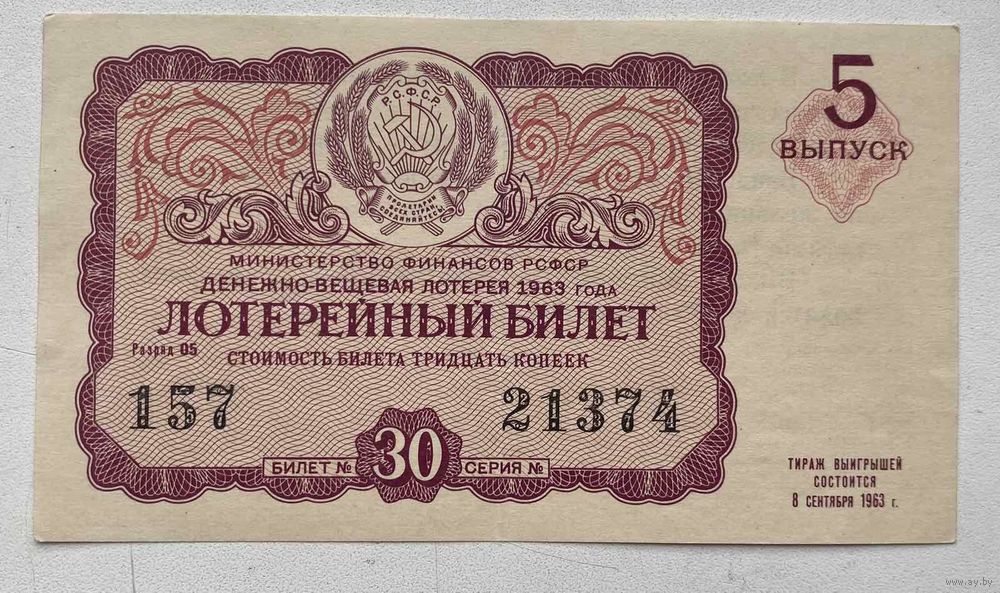 Р.С.Ф.С.Р.
ПРОЛЕТАРИИ
ВСЕХ СТРАН,
СОЕДИНЯЙТЕСЬ!
5
ВЫПУСК
МИНИСТЕРСТВО ФИНАНСОВ РСФСР
ДЕНЕЖНО-ВЕЩЕВАЯ ЛОТЕРЕЯ 1963 ГОДА
ЛОТЕРЕЙНЫЙ БИЛЕТ
Разряд 05
СТОИМОСТЬ БИЛЕТА ТРИДЦАТЬ КОПЕЕК
157 21374
БИЛЕТ № 30 СЕРИЯ №
ТИРАЖ ВЫИГРЫШЕЙ
СОСТОИТСЯ
8 СЕНТЯБРЯ 1963 г.
www.ay.by